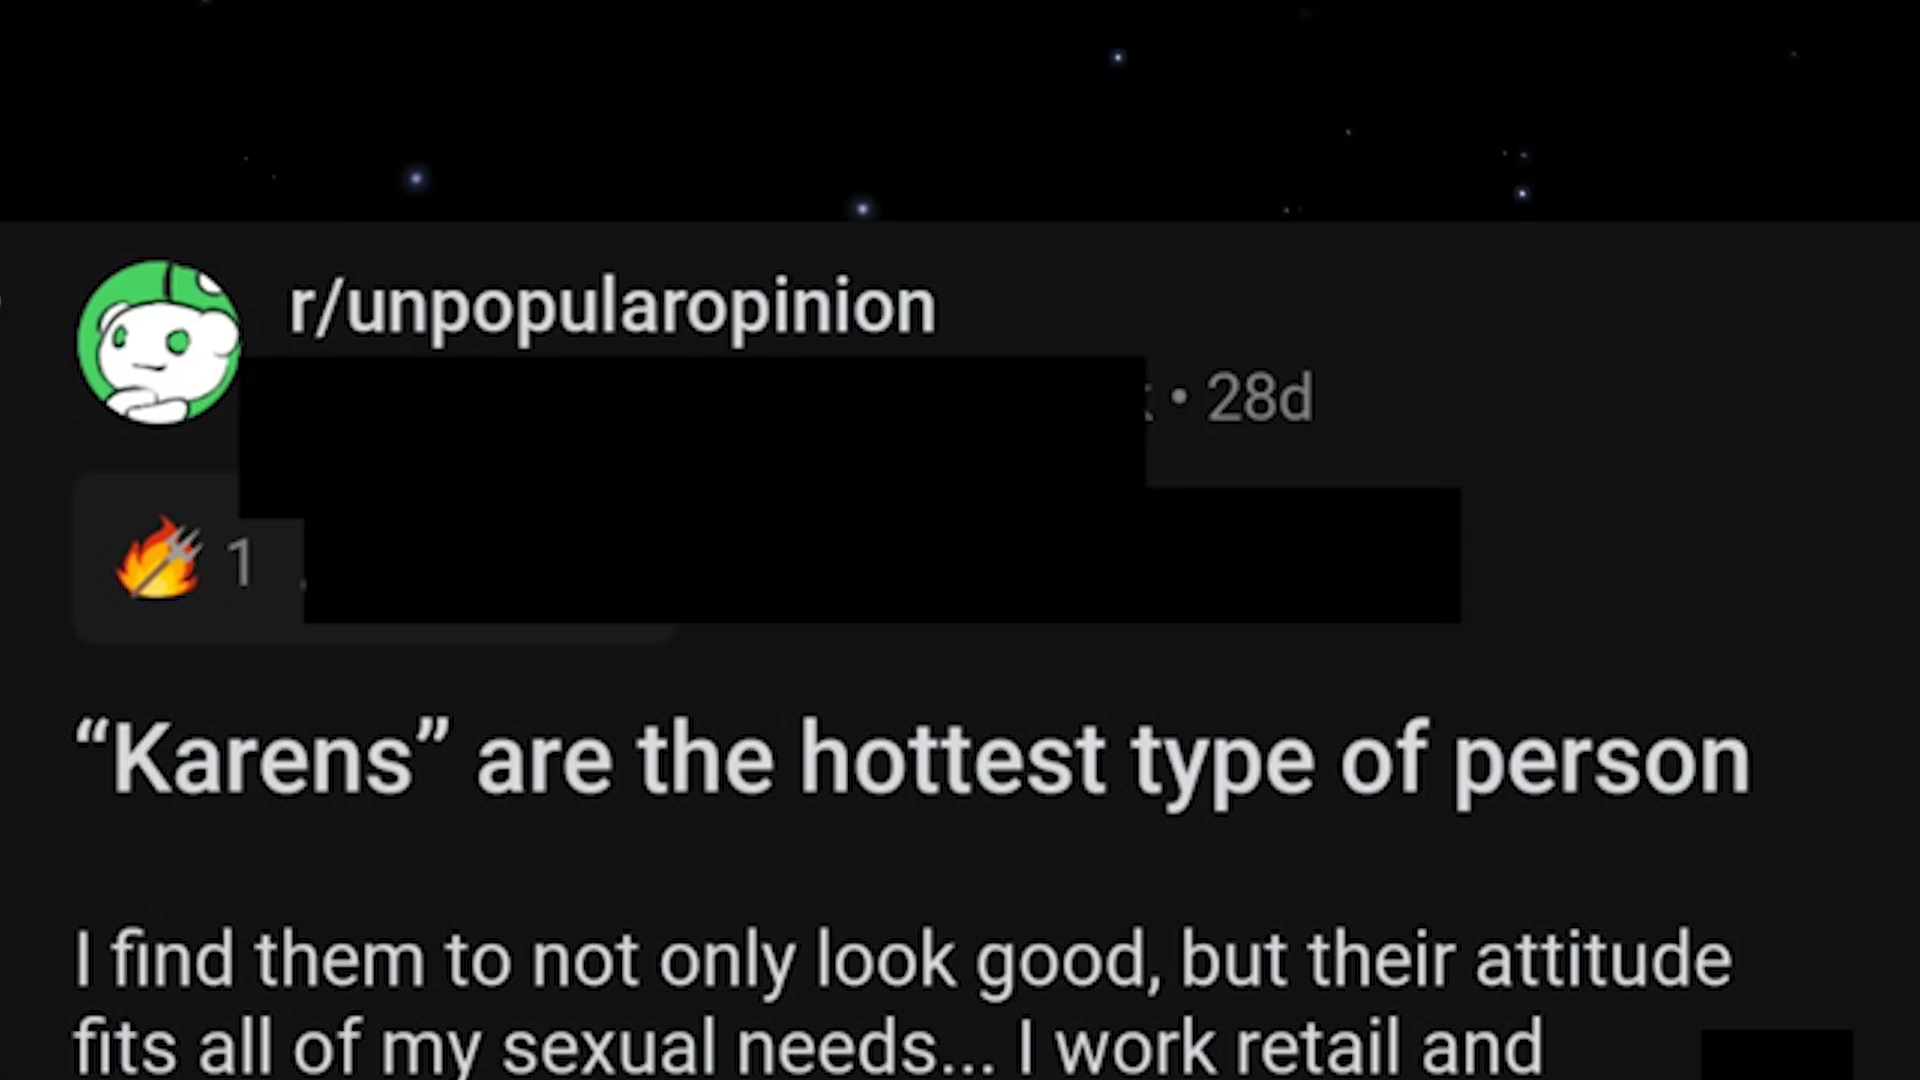 r/unpopularopinion
• 28d
1
“Karens” are the hottest type of person
I find them to not only look good, but their attitude
fits all of my sexual needs... I work retail and